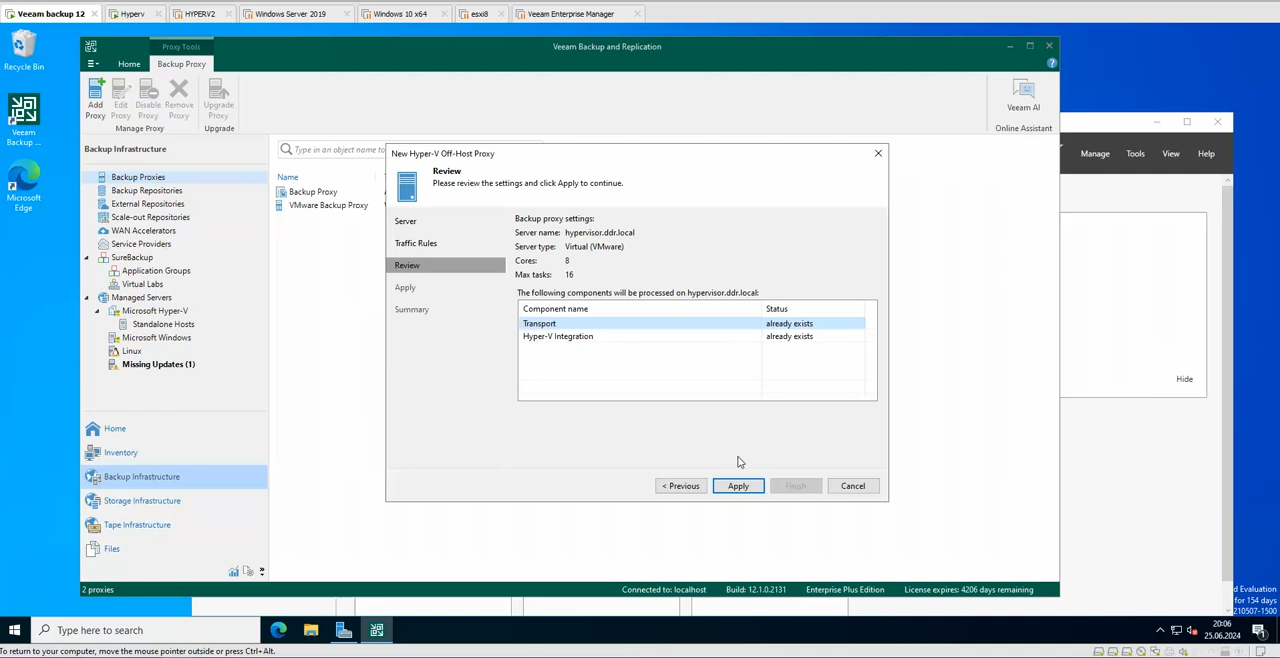 Veeam backup 12
Hyperv
HYPERV2
Windows Server 2019
Windows 10 x64
esxi8
Veeam Enterprise Manager
Recycle Bin
Veeam
Backup ...
Microsoft
Edge
Proxy Tools
Veeam Backup and Replication
Home
Backup Proxy
Add
Proxy
Edit
Proxy
Disable
Proxy
Remove
Proxy
Upgrade
Proxy
Manage Proxy
Upgrade
Veeam AI
Online Assistant
Backup Infrastructure
Backup Proxies
Backup Repositories
External Repositories
Scale-out Repositories
WAN Accelerators
Service Providers
SureBackup
Application Groups
Virtual Labs
Managed Servers
Microsoft Hyper-V
Standalone Hosts
Microsoft Windows
Linux
Missing Updates (1)
Home
Inventory
Backup Infrastructure
Storage Infrastructure
Tape Infrastructure
Files
Type in an object name to
Name
Backup Proxy
VMware Backup Proxy
New Hyper-V Off-Host Proxy
Review
Please review the settings and click Apply to continue.
Server
Traffic Rules
Review
Apply
Summary
Backup proxy settings:
Server name: hypervisor.ddr.local
Server type: Virtual (VMware)
Cores: 8
Max tasks: 16
The following components will be processed on hypervisor.ddr.local:
Component name Status
Transport already exists
Hyper-V Integration already exists
< Previous
Apply
Finish
Cancel
Manage
Tools
View
Help
Hide
2 proxies
Connected to: localhost
Build: 12.1.0.2131
Enterprise Plus Edition
License expires: 4206 days remaining
d Evaluation
for 154 days
210507-1500
Type here to search
20:06
25.06.2024
To return to your computer, move the mouse pointer outside or press Ctrl+Alt.